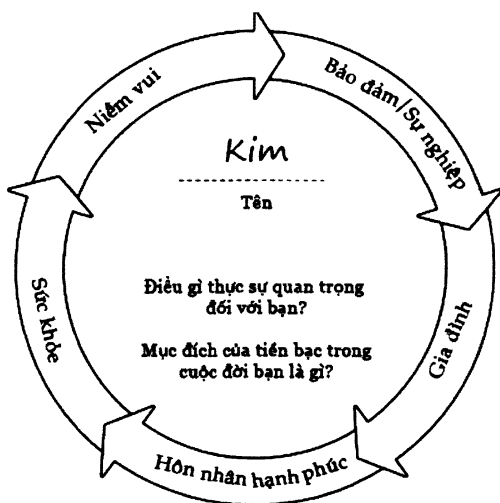 Kim
Tên
Điều gì thực sự quan trọng
đối với bạn?
Mục đích của tiền bạc trong
cuộc đời bạn là gì?
Niềm vui
Bảo đảm/Sự nghiệp
Gia đình
Hôn nhân hạnh phúc
Sức khỏe